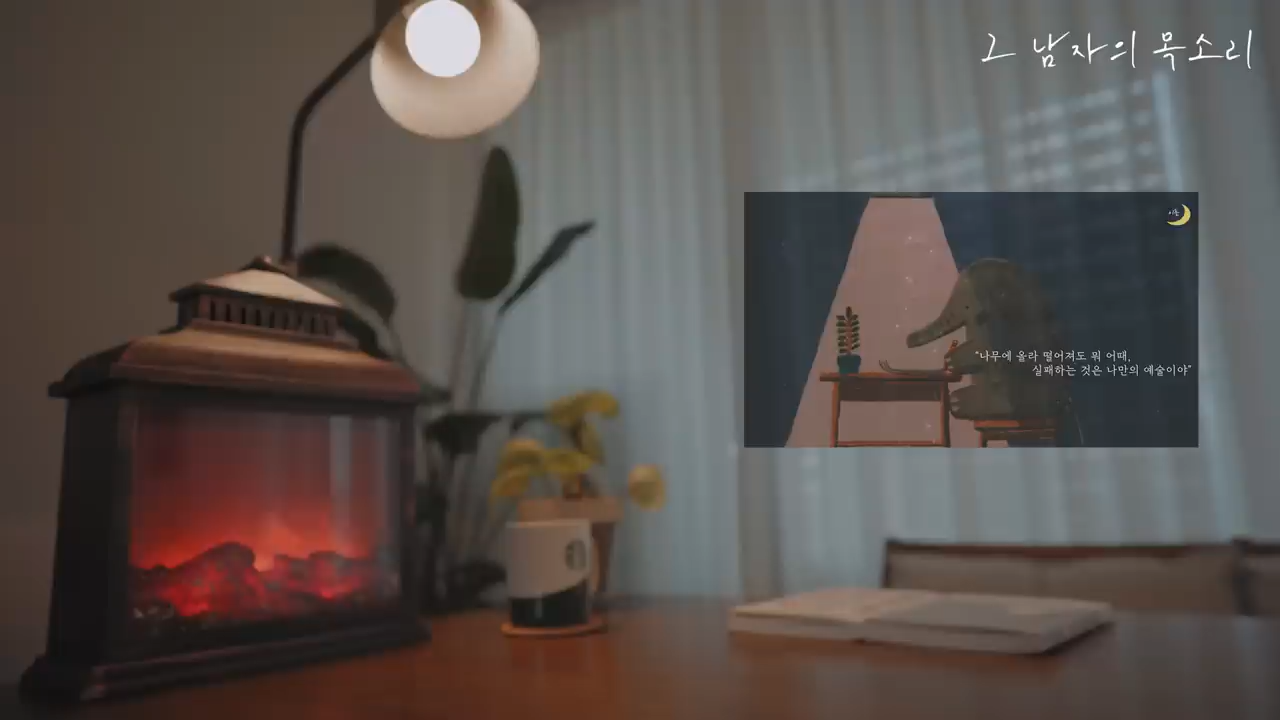 그 남자의 목소리
“나무에 올라 떨어져도 뭐 어때,
실패하는 것은 나만의 예술이야”